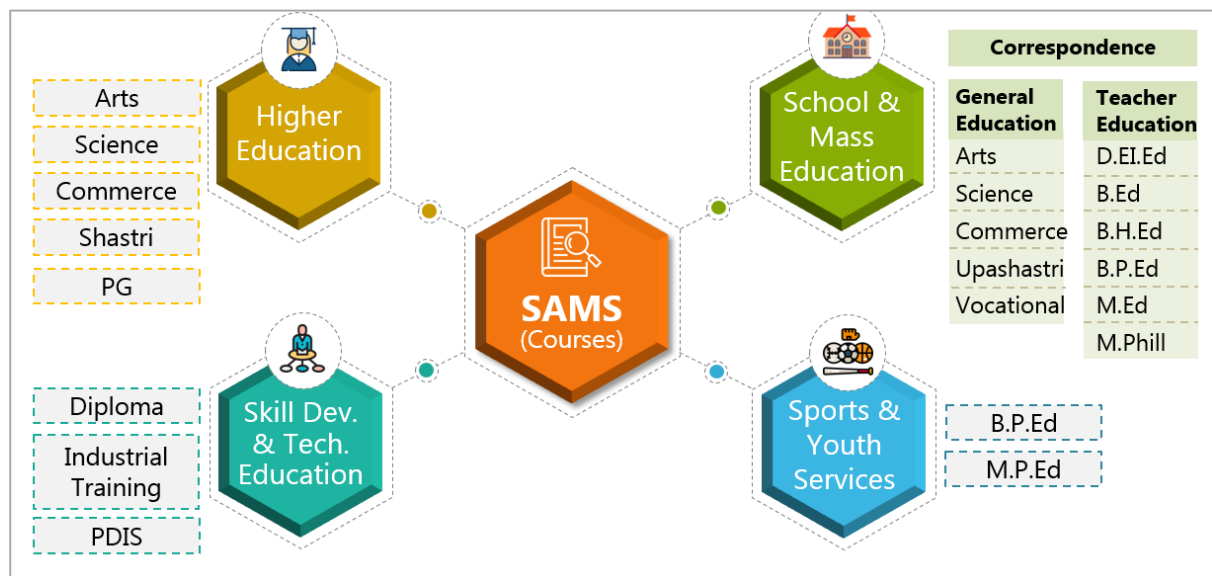 Higher
Education
Arts
Science
Commerce
Shastri
PG
School &
Mass
Education
Correspondence
General
Education
Arts
Science
Commerce
Upashastri
Vocational
Teacher
Education
D.EI.Ed
B.Ed
B.H.Ed
B.P.Ed
M.Ed
M.Phill
SAMS
(Courses)
Skill Dev.
& Tech.
Education
Diploma
Industrial
Training
PDIS
Sports &
Youth
Services
B.P.Ed
M.P.Ed